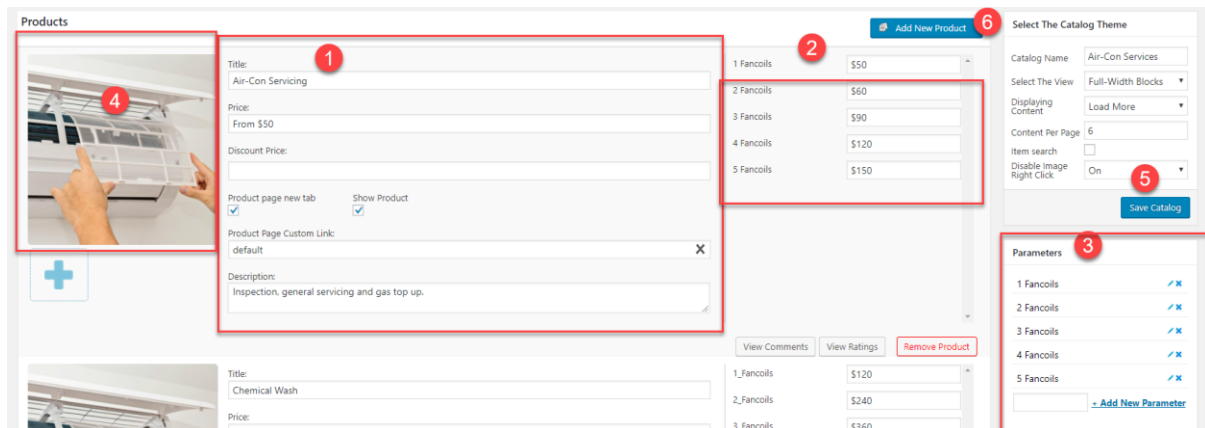 Products
Add New Product
6
4
1
Title:
Air-Con Servicing
Price:
From $50
Discount Price:
Product page new tab
Show Product
Product Page Custom Link:
default
Description:
Inspection, general servicing and gas top up.
2
1 Fancoils $50
2 Fancoils $60
3 Fancoils $90
4 Fancoils $120
5 Fancoils $150
View Comments
View Ratings
Remove Product
Title:
Chemical Wash
Price:
1_Fancoils $120
2_Fancoils $240
3_Fancoils $360
Select The Catalog Theme
Catalog Name Air-Con Services
Select The View Full-Width Blocks
Displaying
Content Load More
Content Per Page 6
Item search
Disable Image
Right Click On
5
Save Catalog
Parameters
3
1 Fancoils
2 Fancoils
3 Fancoils
4 Fancoils
5 Fancoils
+ Add New Parameter